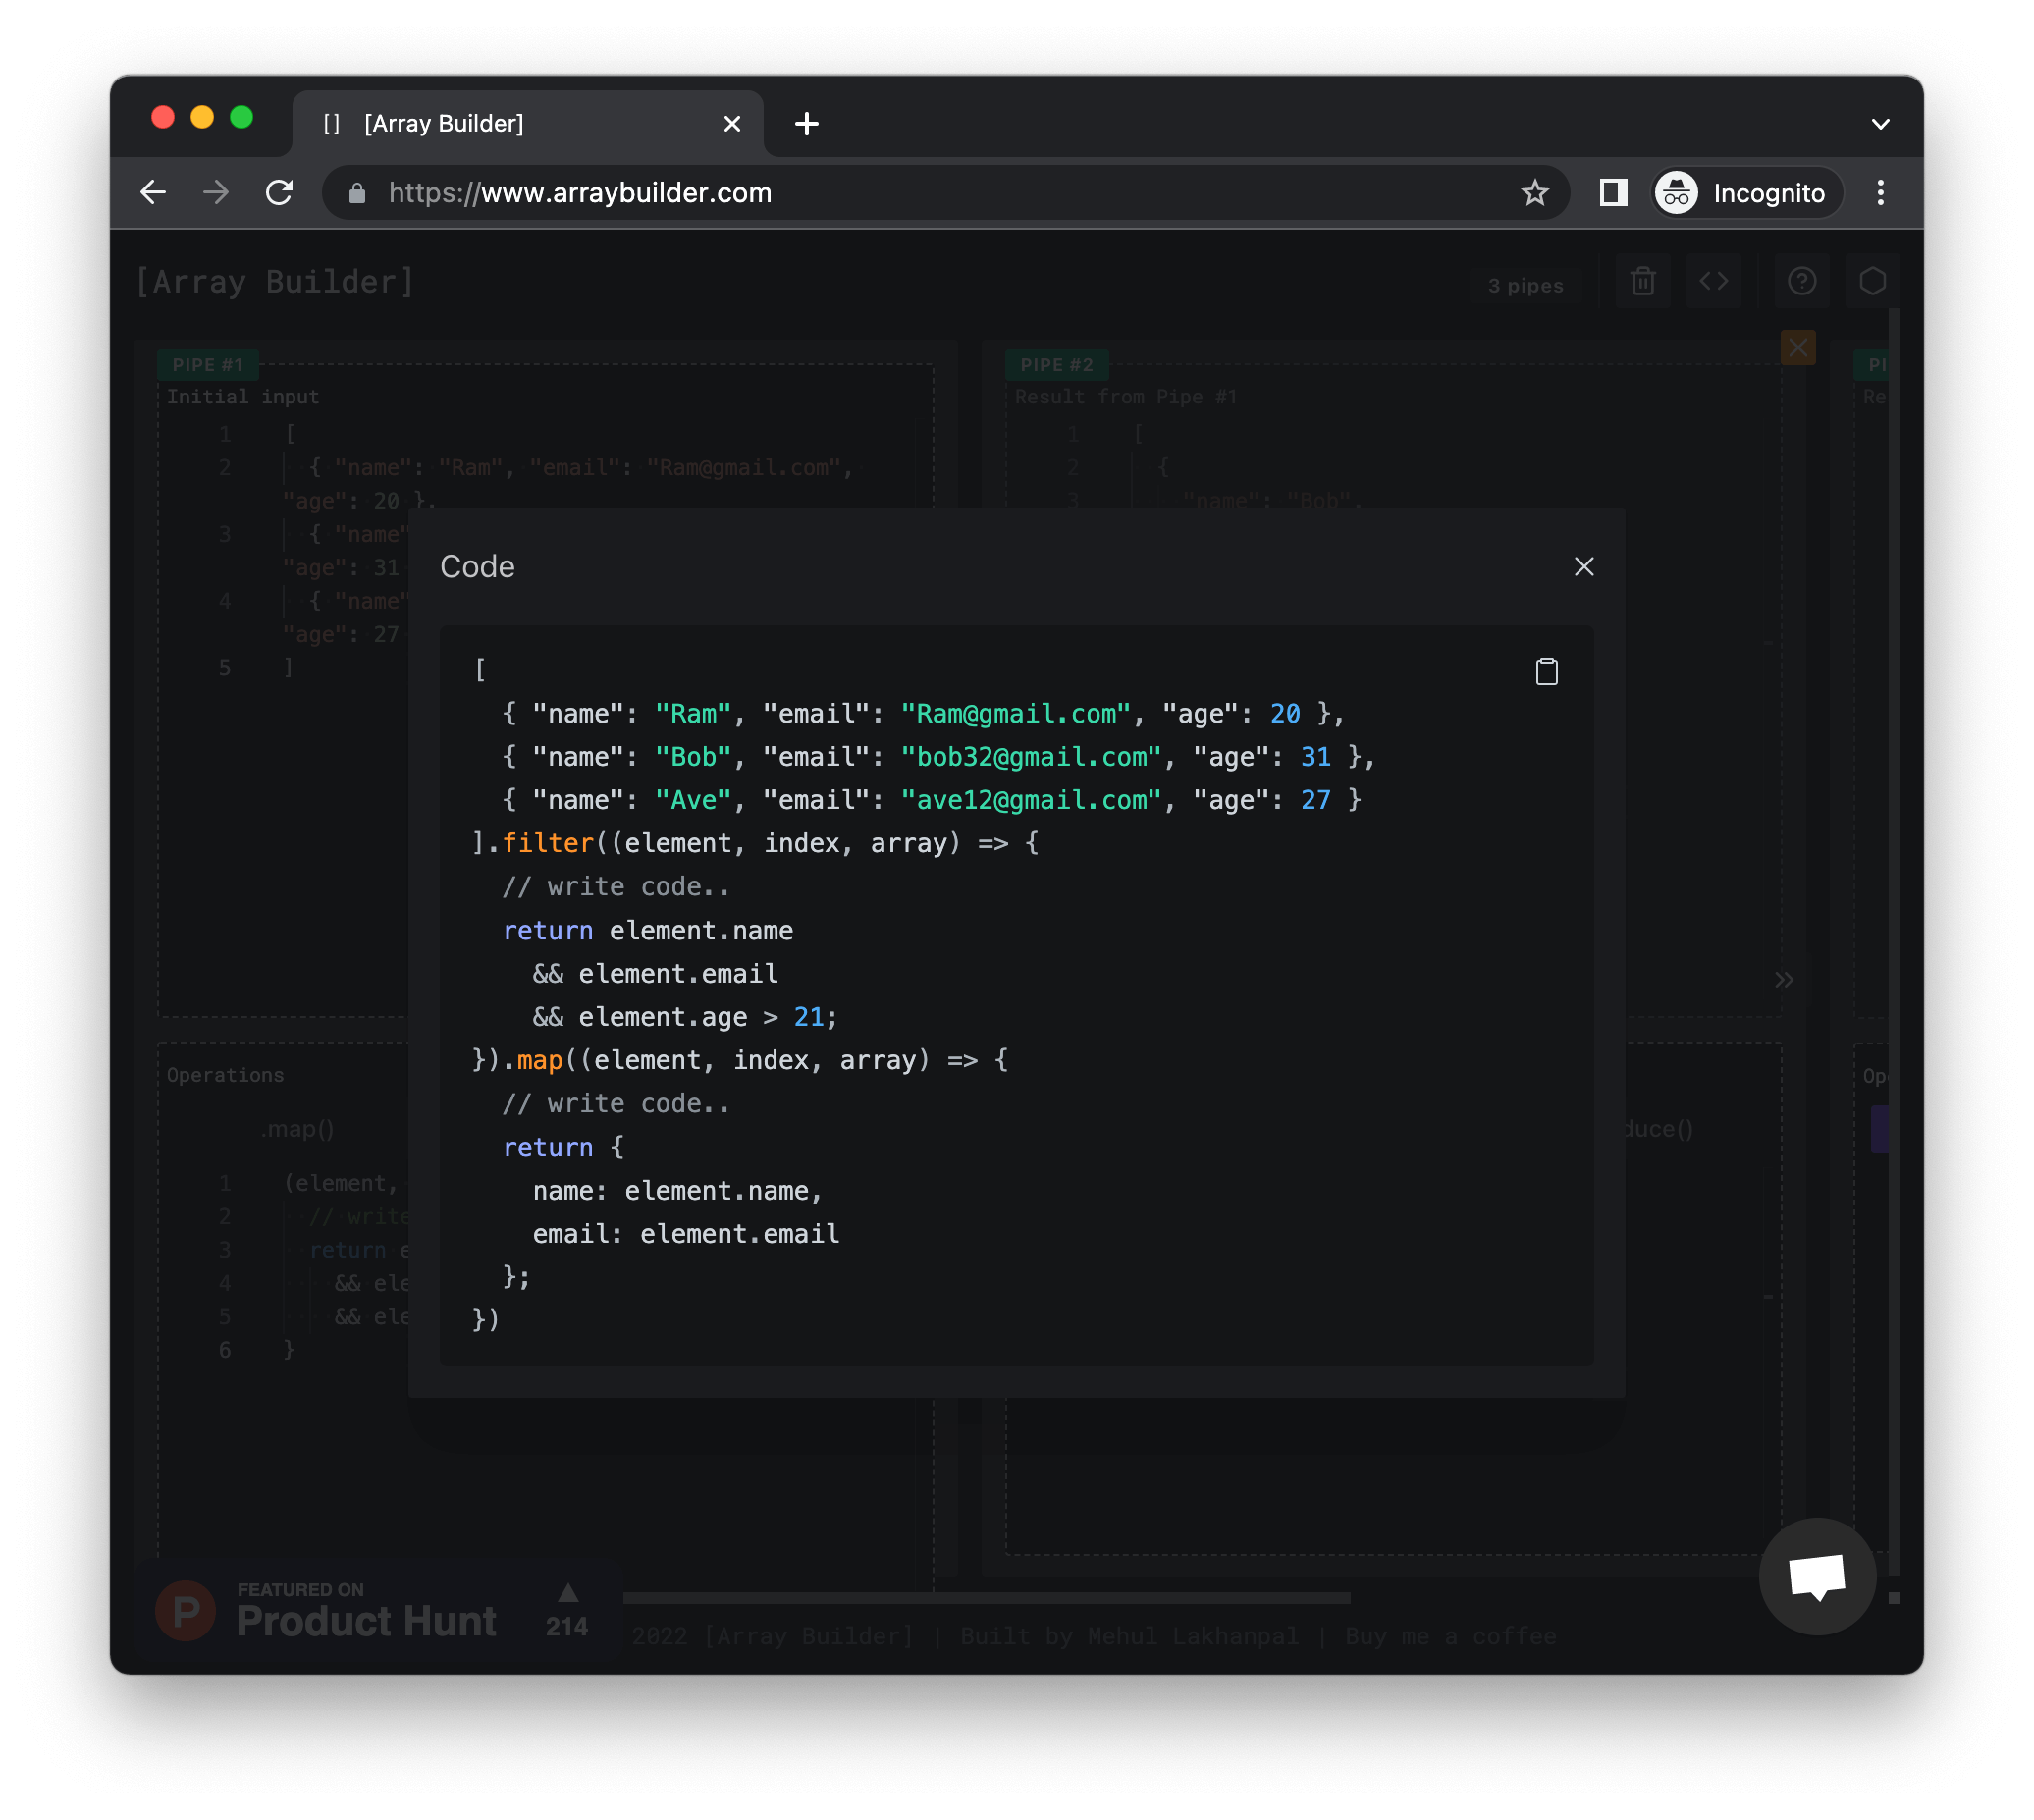 [] [Array Builder]
https://www.arraybuilder.com
Incognito
[Array Builder]
3 pipes
PIPE #1
Initial input
1 [
2 { "name": "Ram", "email": "Ram@gmail.com",
"age": 20 },
3 { "name"
"age": 31
4 { "name"
"age": 27
5 ]
PIPE #2
Result from Pipe #1
1 [
2 {
3 "name": "Bob",
PI
Re
Code
[
{ "name": "Ram", "email": "Ram@gmail.com", "age": 20 },
{ "name": "Bob", "email": "bob32@gmail.com", "age": 31 },
{ "name": "Ave", "email": "ave12@gmail.com", "age": 27 }
].filter((element, index, array) => {
// write code..
return element.name
&& element.email
&& element.age > 21;
}).map((element, index, array) => {
// write code..
return {
name: element.name,
email: element.email
};
})
Operations
.map()
1 (element,
2 // write
3 return e
4 && ele
5 && ele
6 }
duce()
Op
P FEATURED ON
Product Hunt
214
2022 [Array Builder] | Built by Mehul Lakhanpal | Buy me a coffee